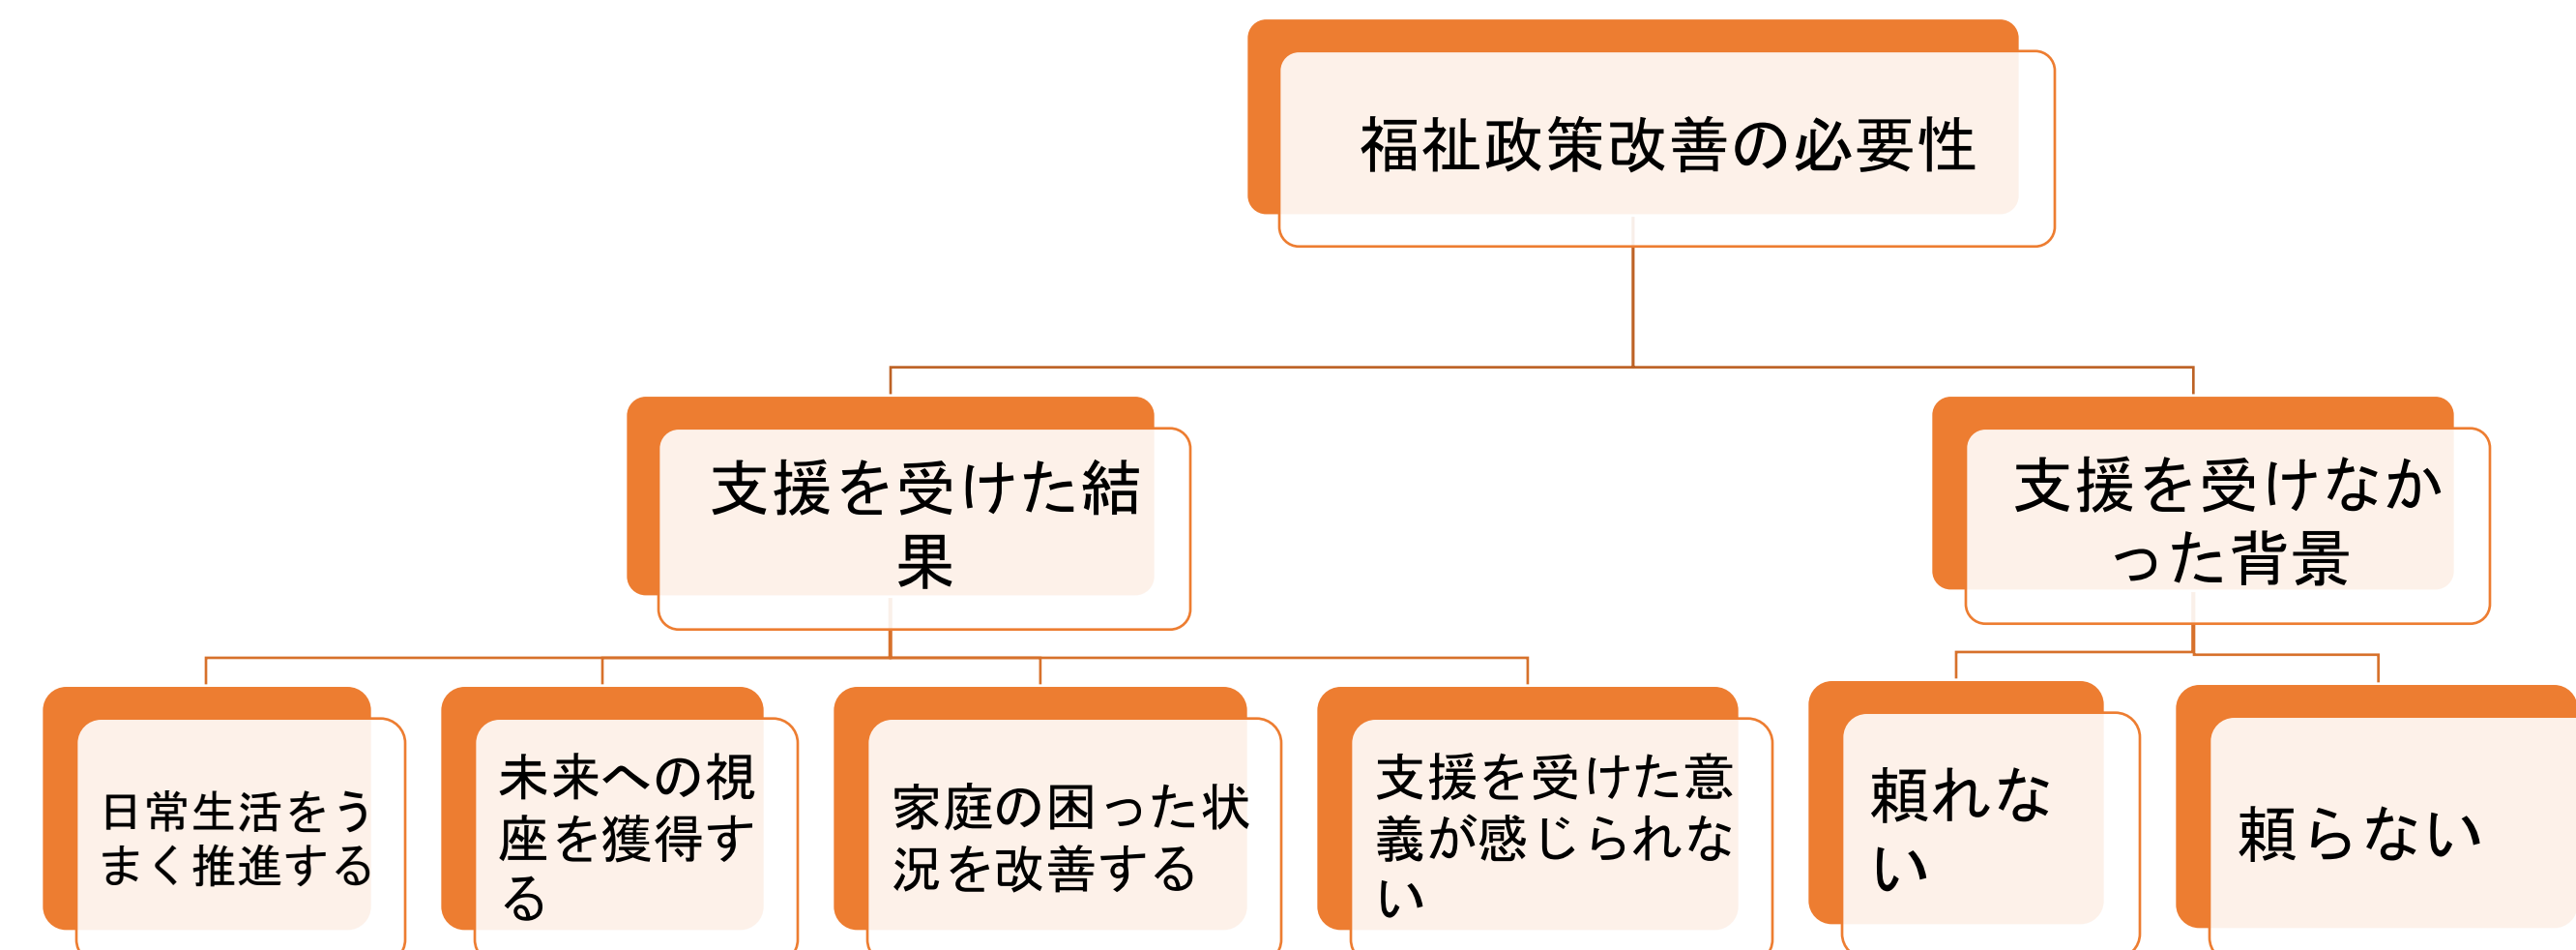 福祉政策改善の必要性
支援を受けた結
果
支援を受けなか
った背景
日常生活をう
まく推進する
未来への視
座を獲得す
る
家庭の困った状
況を改善する
支援を受けた意
義が感じられな
い
頼れな
い
頼らない